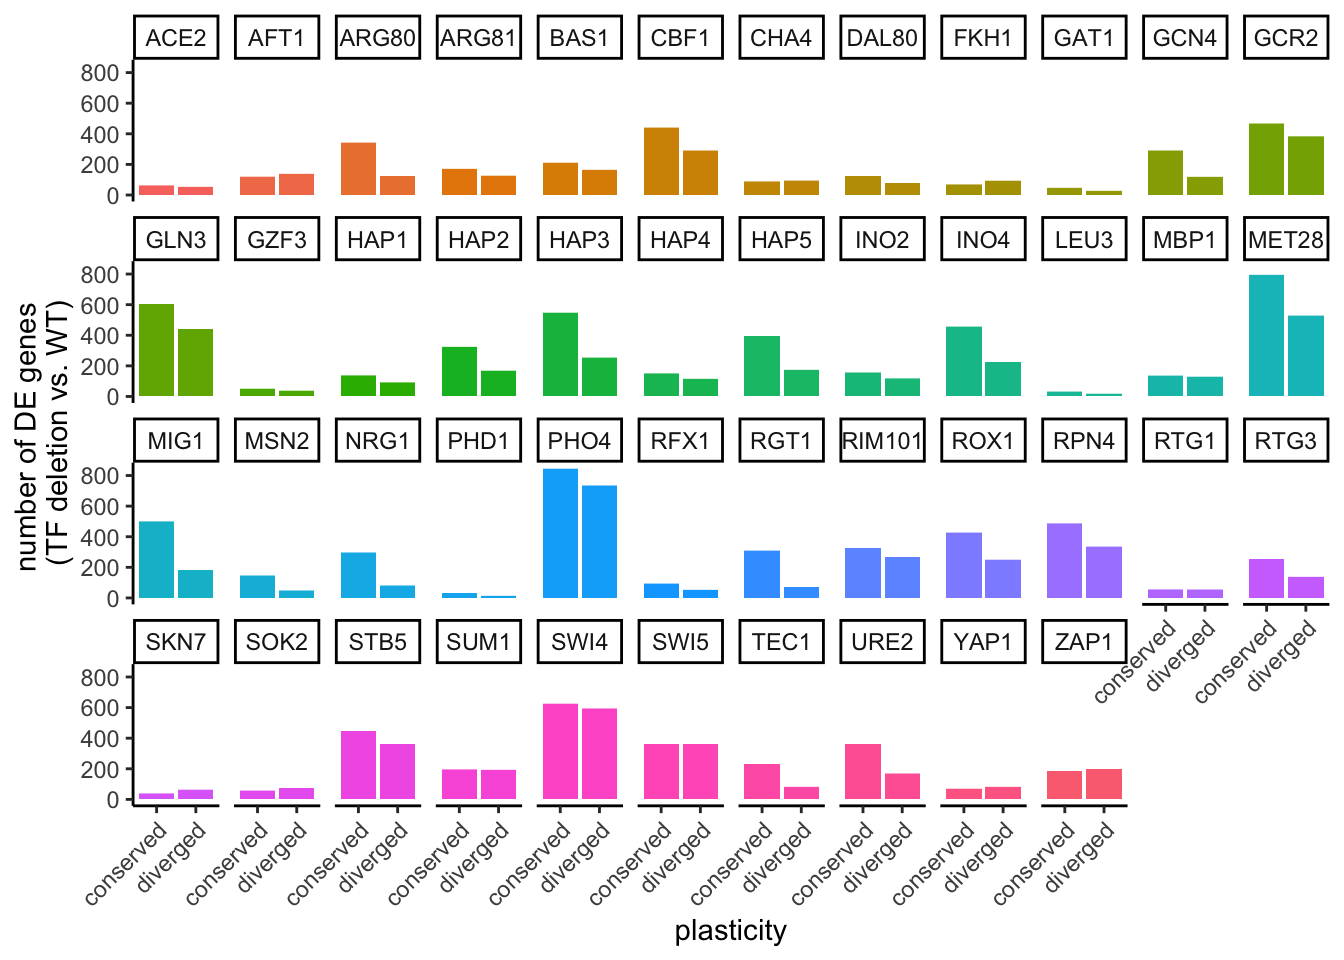 ACE2 AFT1 ARG80 ARG81 BAS1 CBF1 CHA4 DAL80 FKH1 GAT1 GCN4 GCR2
800
600
400
200
0
GLN3 GZF3 HAP1 HAP2 HAP3 HAP4 HAP5 INO2 INO4 LEU3 MBP1 MET28
800
600
400
200
0
number of DE genes
(TF deletion vs. WT)
MIG1 MSN2 NRG1 PHD1 PHO4 RFX1 RGT1 RIM101 ROX1 RPN4 RTG1 RTG3
800
600
400
200
0
conserved diverged conserved diverged
SKN7 SOK2 STB5 SUM1 SWI4 SWI5 TEC1 URE2 YAP1 ZAP1
800
600
400
200
0
conserved diverged conserved diverged conserved diverged conserved diverged conserved diverged conserved diverged conserved diverged conserved diverged conserved diverged conserved diverged
plasticity